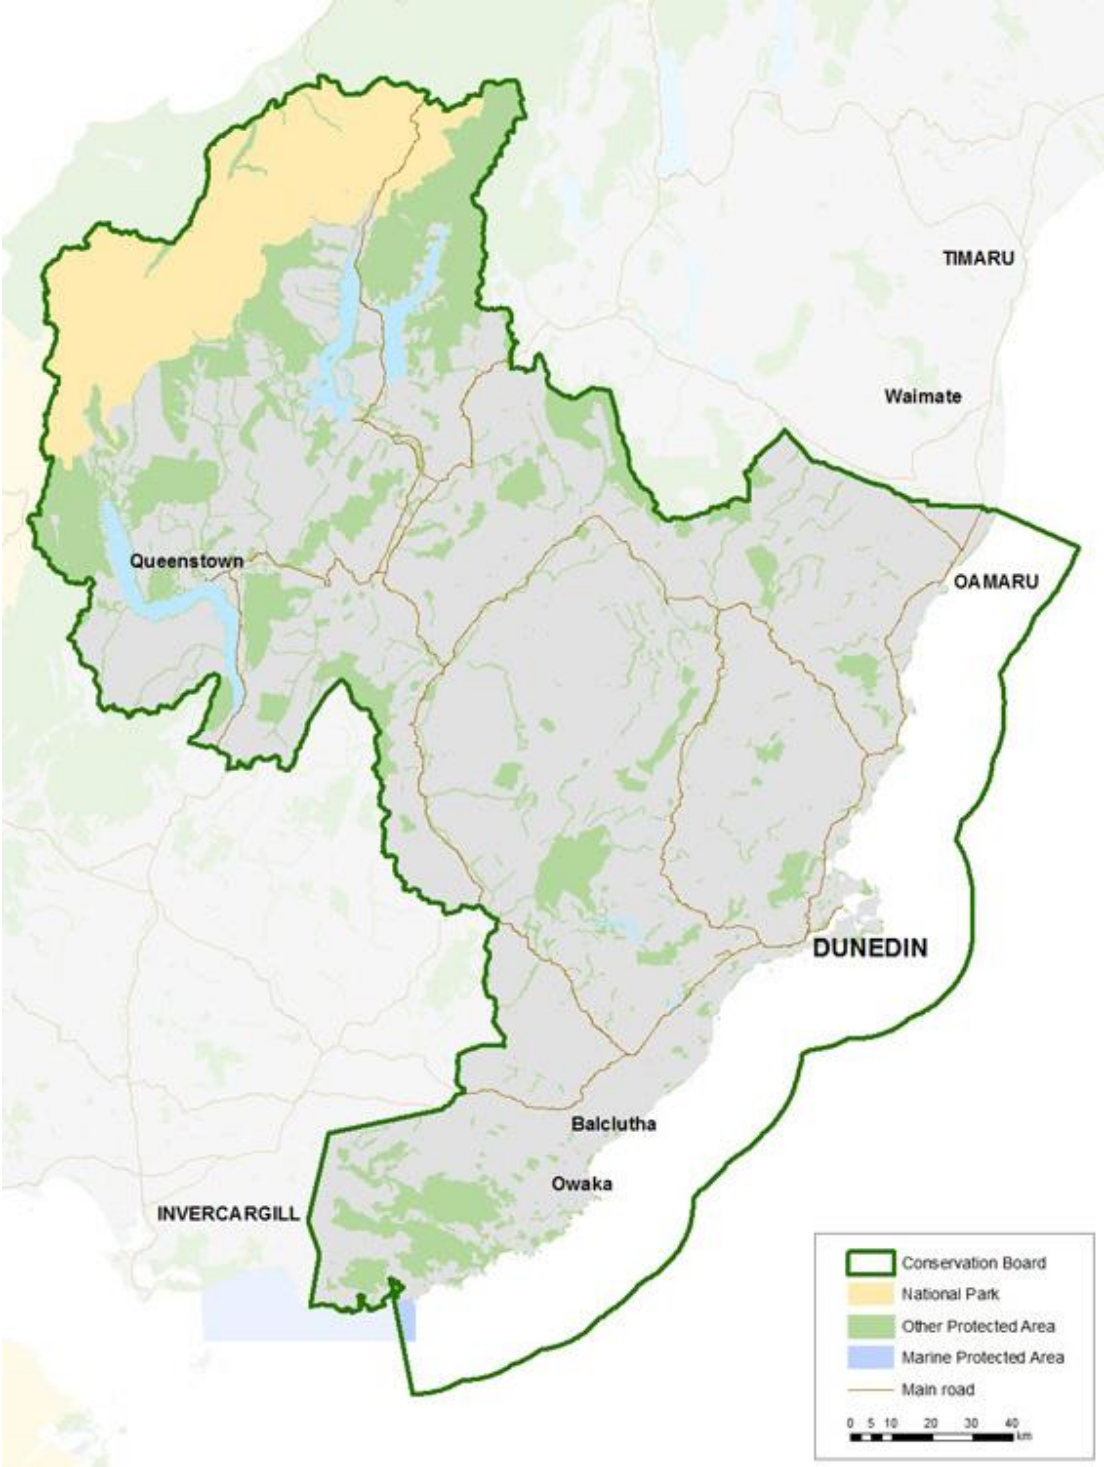 TIMARU
Waimate
Queenstown
OAMARU
DUNEDIN
Balclutha
Owaka
INVERCARGILL
Conservation Board
National Park
Other Protected Area
Marine Protected Area
Main road
0 5 10 20 30 40
km